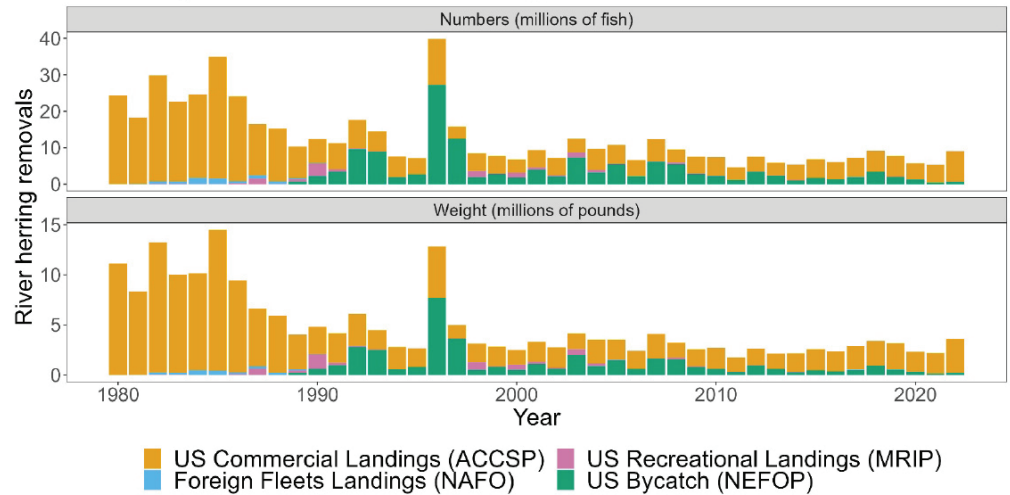 Numbers (millions of fish)
40
30
20
10
0
Weight (millions of pounds)
15
10
5
0
River herring removals
1980 1990 2000 2010 2020
Year
US Commercial Landings (ACCSP) US Recreational Landings (MRIP)
Foreign Fleets Landings (NAFO) US Bycatch (NEFOP)